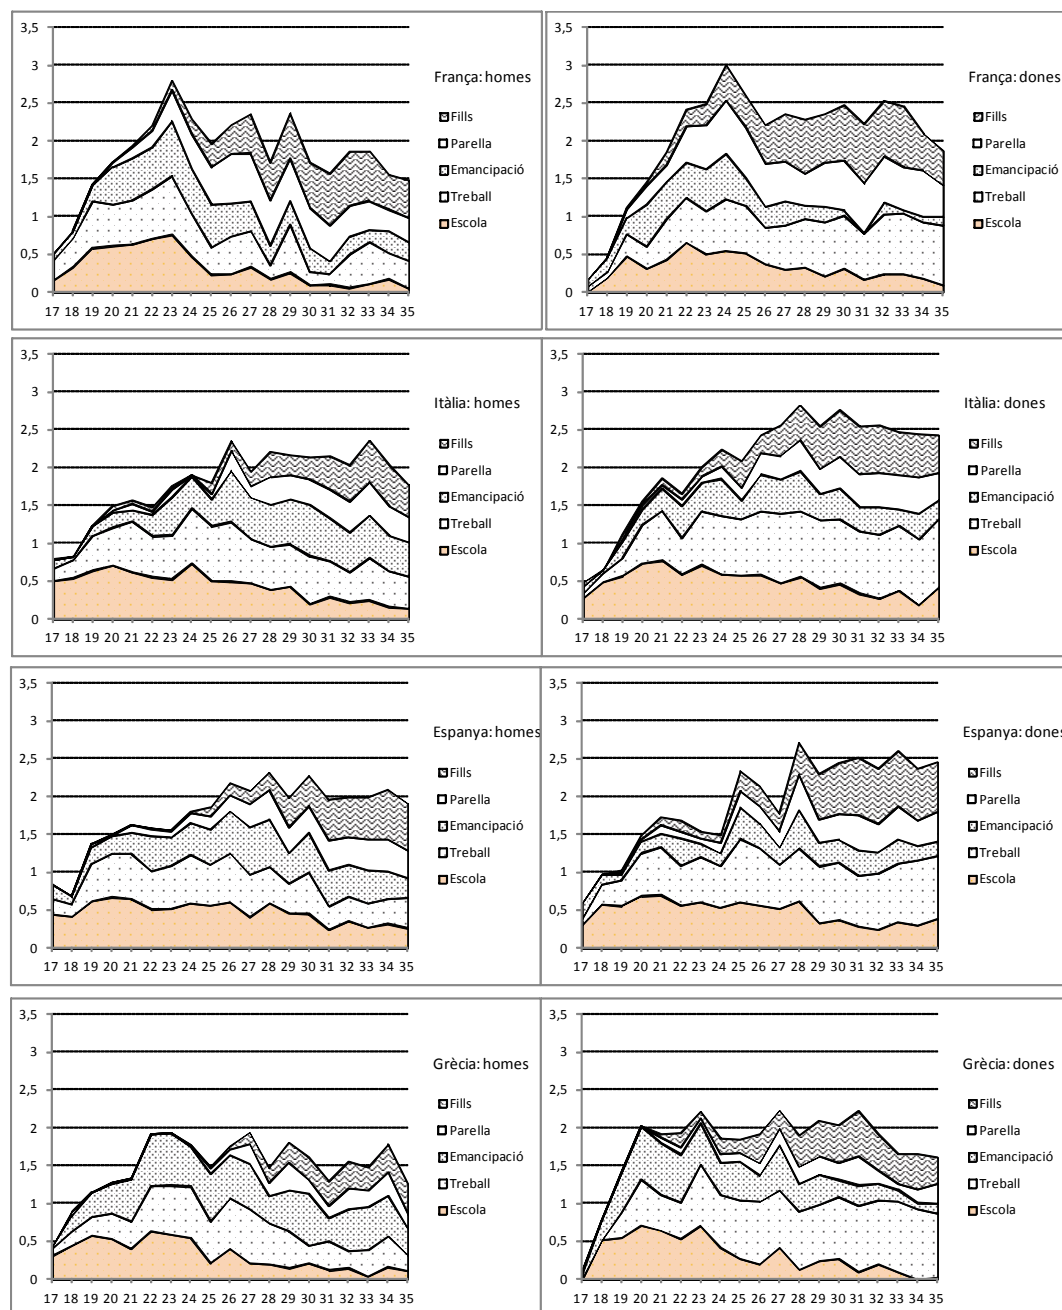 3,5
3
2,5
2
1,5
1
0,5
0
17 18 19 20 21 22 23 24 25 26 27 28 29 30 31 32 33 34 35
França: homes
Fills
Parella
Emancipació
Treball
Escola
3,5
3
2,5
2
1,5
1
0,5
0
17 18 19 20 21 22 23 24 25 26 27 28 29 30 31 32 33 34 35
França: dones
Fills
Parella
Emancipació
Treball
Escola
3,5
3
2,5
2
1,5
1
0,5
0
17 18 19 20 21 22 23 24 25 26 27 28 29 30 31 32 33 34 35
Itàlia: homes
Fills
Parella
Emancipació
Treball
Escola
3,5
3
2,5
2
1,5
1
0,5
0
17 18 19 20 21 22 23 24 25 26 27 28 29 30 31 32 33 34 35
Itàlia: dones
Fills
Parella
Emancipació
Treball
Escola
3,5
3
2,5
2
1,5
1
0,5
0
17 18 19 20 21 22 23 24 25 26 27 28 29 30 31 32 33 34 35
Espanya: homes
Fills
Parella
Emancipació
Treball
Escola
3,5
3
2,5
2
1,5
1
0,5
0
17 18 19 20 21 22 23 24 25 26 27 28 29 30 31 32 33 34 35
Espanya: dones
Fills
Parella
Emancipació
Treball
Escola
3,5
3
2,5
2
1,5
1
0,5
0
17 18 19 20 21 22 23 24 25 26 27 28 29 30 31 32 33 34 35
Grècia: homes
Fills
Parella
Emancipació
Treball
Escola
3,5
3
2,5
2
1,5
1
0,5
0
17 18 19 20 21 22 23 24 25 26 27 28 29 30 31 32 33 34 35
Grècia: dones
Fills
Parella
Emancipació
Treball
Escola